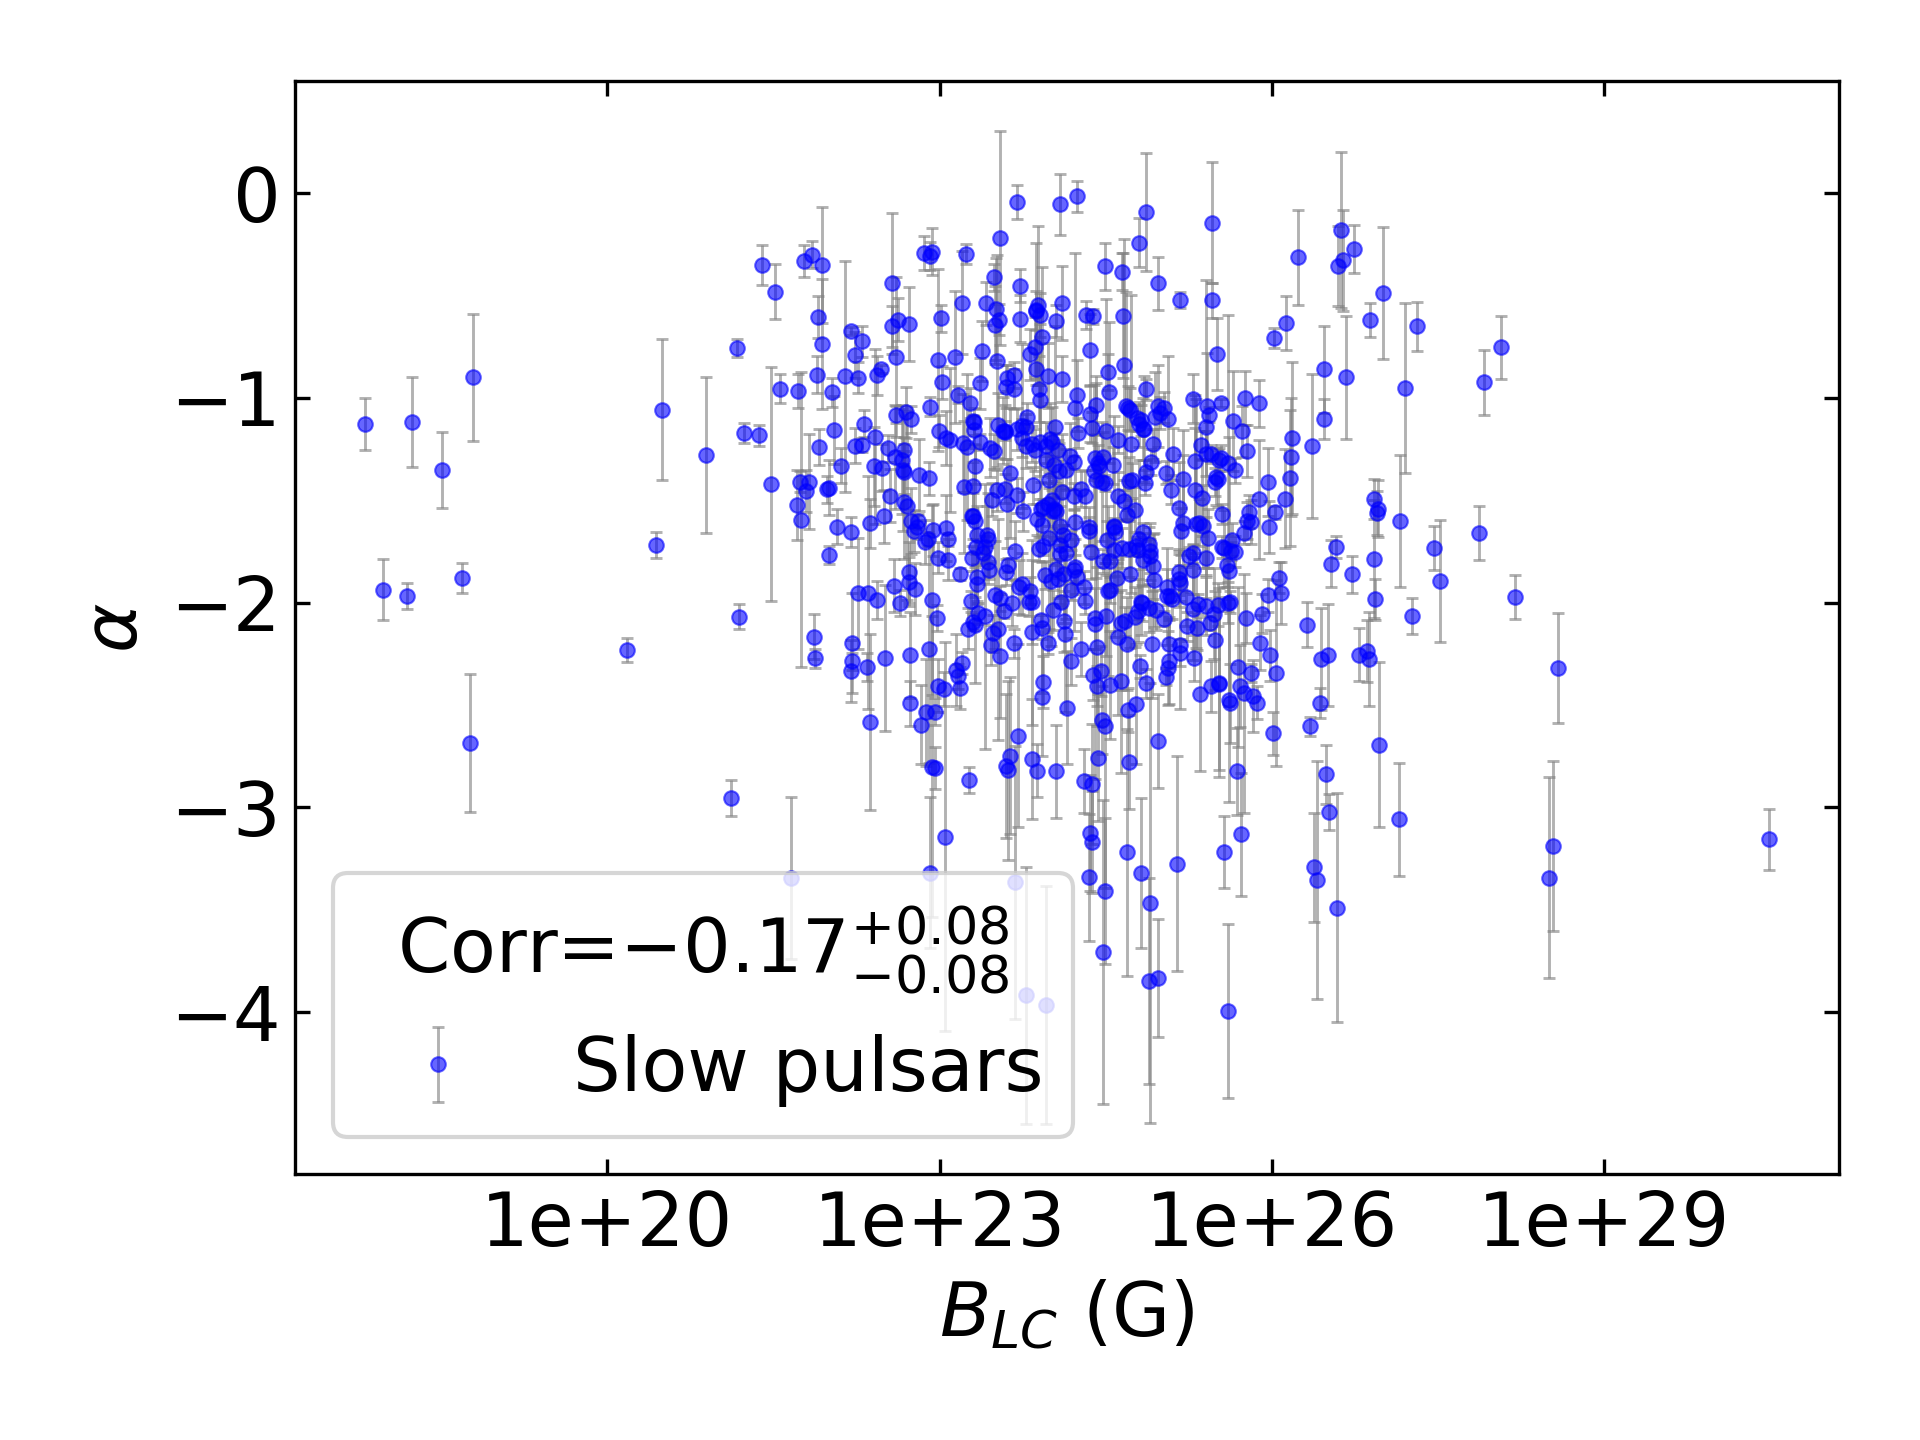 0
−1
−2
−3
−4
α
Corr=−0.17+0.08−0.08
Slow pulsars
1e+20 1e+23 1e+26 1e+29
B_LC (G)